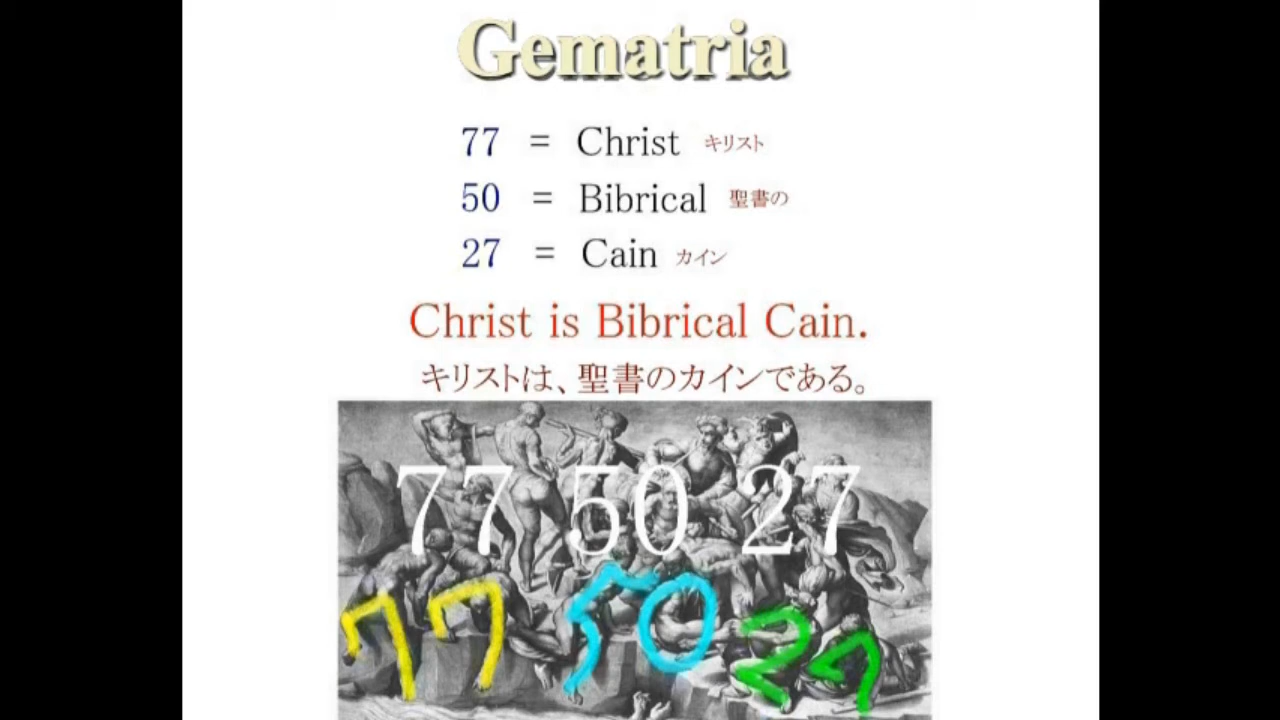 Gematria
77 = Christ キリスト
50 = Bibrical 聖書の
27 = Cain カイン
Christ is Bibrical Cain.
キリストは、聖書のカインである。
77 50 27
77 50 27